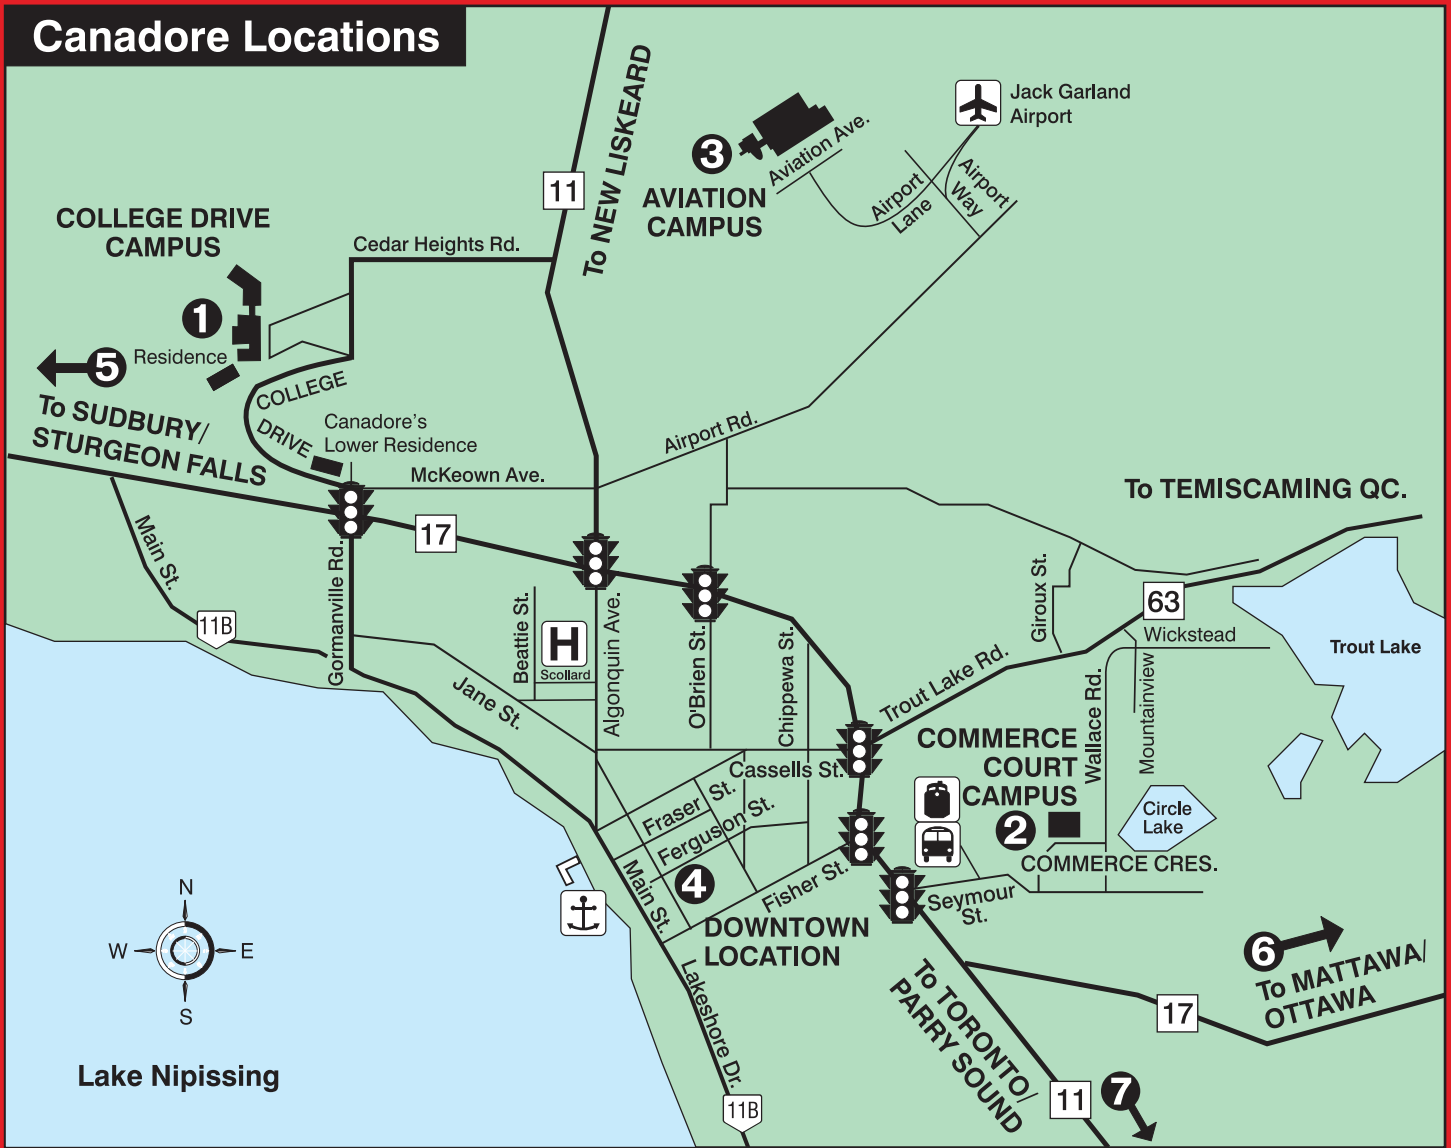 Canadore Locations
To NEW LISKEARD
11
Jack Garland
Airport
3
Aviation Ave.
AVIATION
CAMPUS
Airport
Lane
Airport
Way
COLLEGE DRIVE
CAMPUS
Cedar Heights Rd.
1
5
Residence
COLLEGE
DRIVE
To SUDBURY/
STURGEON FALLS
Canadore's
Lower Residence
McKeown Ave.
Airport Rd.
To TEMISCAMING QC.
17
Main St.
11B
Gormanville Rd.
Beattie St.
H
Scollard
Algonquin Ave.
O'Brien St.
Chippewa St.
Giroux St.
63
Wickstead
Trout Lake
Trout Lake Rd.
Jane St.
Wallace Rd.
Mountainview
COMMERCE
COURT
CAMPUS
2
Circle
Lake
COMMERCE CRES.
Cassells St.
Fraser St.
Ferguson St.
4
Main St.
Fisher St.
Seymour
St.
DOWNTOWN
LOCATION
N
W
E
S
Lake Nipissing
Lakeshore Dr.
11B
To TORONTO/
PARRY SOUND
11
7
6
To MATTAWA/
OTTAWA
17